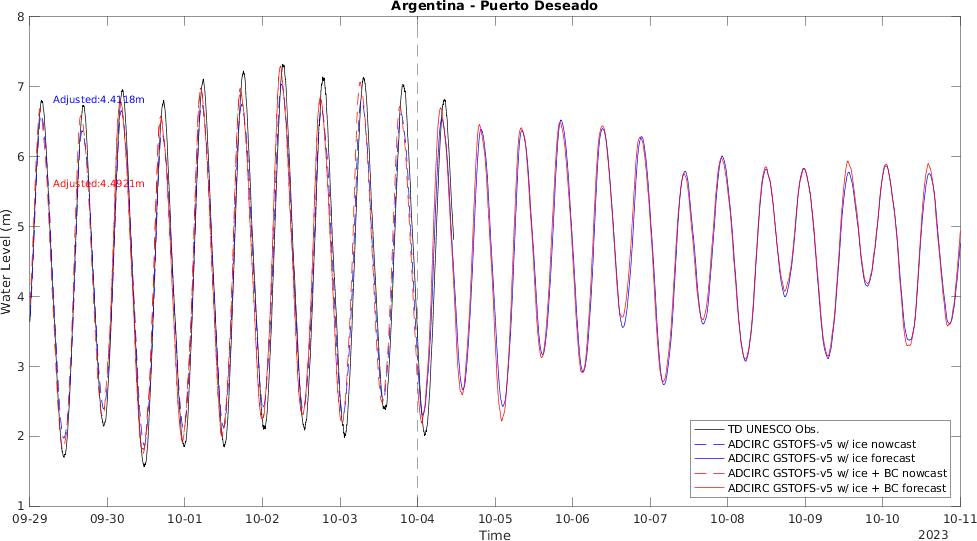 Argentina - Puerto Deseado
8
7
6
5
4
3
2
1
Water Level (m)
Adjusted:4.4118m
Adjusted:4.4921m
TD UNESCO Obs.
ADCIRC GSTOFS-v5 w/ ice nowcast
ADCIRC GSTOFS-v5 w/ ice forecast
ADCIRC GSTOFS-v5 w/ ice + BC nowcast
ADCIRC GSTOFS-v5 w/ ice + BC forecast
09-29 09-30 10-01 10-02 10-03 10-04 10-05 10-06 10-07 10-08 10-09 10-10 10-11
Time
2023